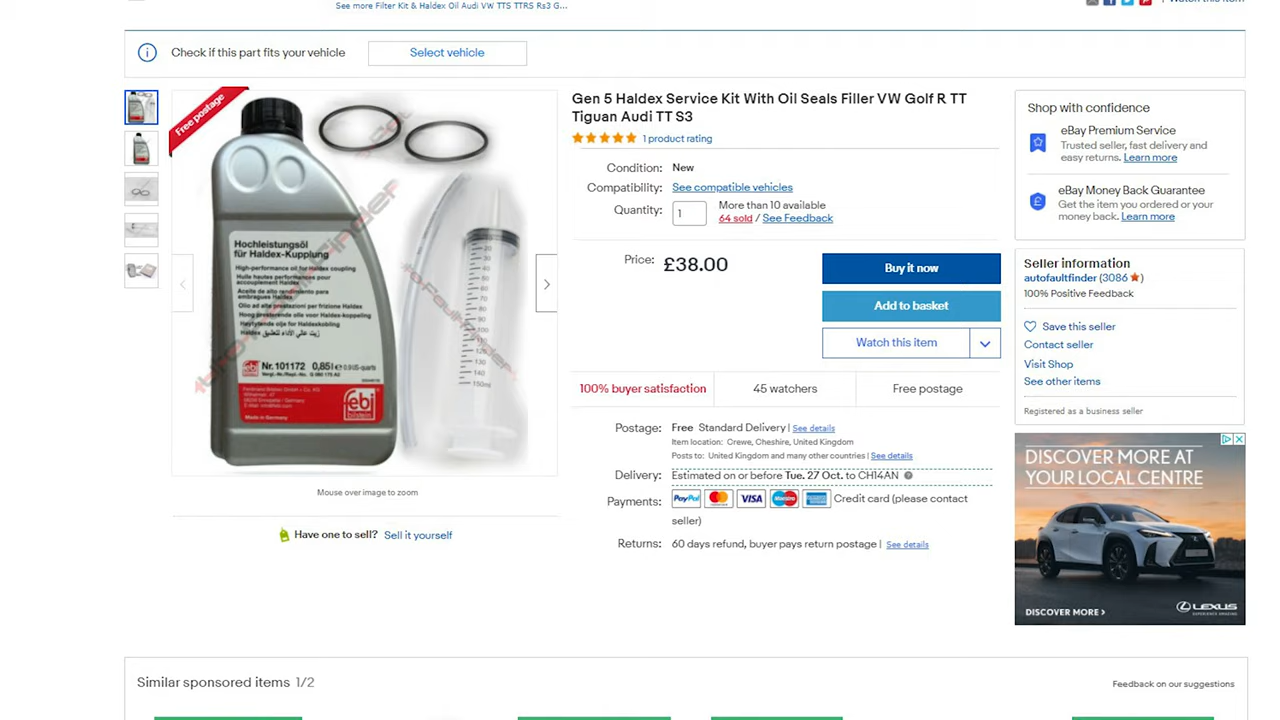 See more Filter Kit & Haldex Oil Audi VW TTS TTRS Rs3 G...
Check if this part fits your vehicle
Select vehicle
Free postage
Hochleistungsöl
für Haldex-Kupplung
High-performance oil for Haldex coupling
Nr. 101172 0,85l
febi
bilstein
Made in Germany
autofaultfinder
Mouse over image to zoom
Have one to sell? Sell it yourself
Gen 5 Haldex Service Kit With Oil Seals Filler VW Golf R TT
Tiguan Audi TT S3
1 product rating
Condition: New
Compatibility: See compatible vehicles
Quantity: 1
More than 10 available
64 sold / See Feedback
Price: £38.00
Buy it now
Add to basket
Watch this item
100% buyer satisfaction
45 watchers
Free postage
Postage: Free Standard Delivery | See details
Item location: Crewe, Cheshire, United Kingdom
Posts to: United Kingdom and many other countries | See details
Delivery: Estimated on or before Tue. 27 Oct. to CH14AN
Payments: PayPal VISA Maestro Credit card (please contact
seller)
Returns: 60 days refund, buyer pays return postage | See details
Shop with confidence
eBay Premium Service
Trusted seller, fast delivery and
easy returns. Learn more
eBay Money Back Guarantee
Get the item you ordered or your
money back. Learn more
Seller information
autofaultfinder (3086 ★)
100% Positive Feedback
Save this seller
Contact seller
Visit Shop
See other items
Registered as a business seller
DISCOVER MORE AT
YOUR LOCAL CENTRE
DISCOVER MORE >
LEXUS
EXPERIENCE AMAZING
Similar sponsored items 1/2
Feedback on our suggestions